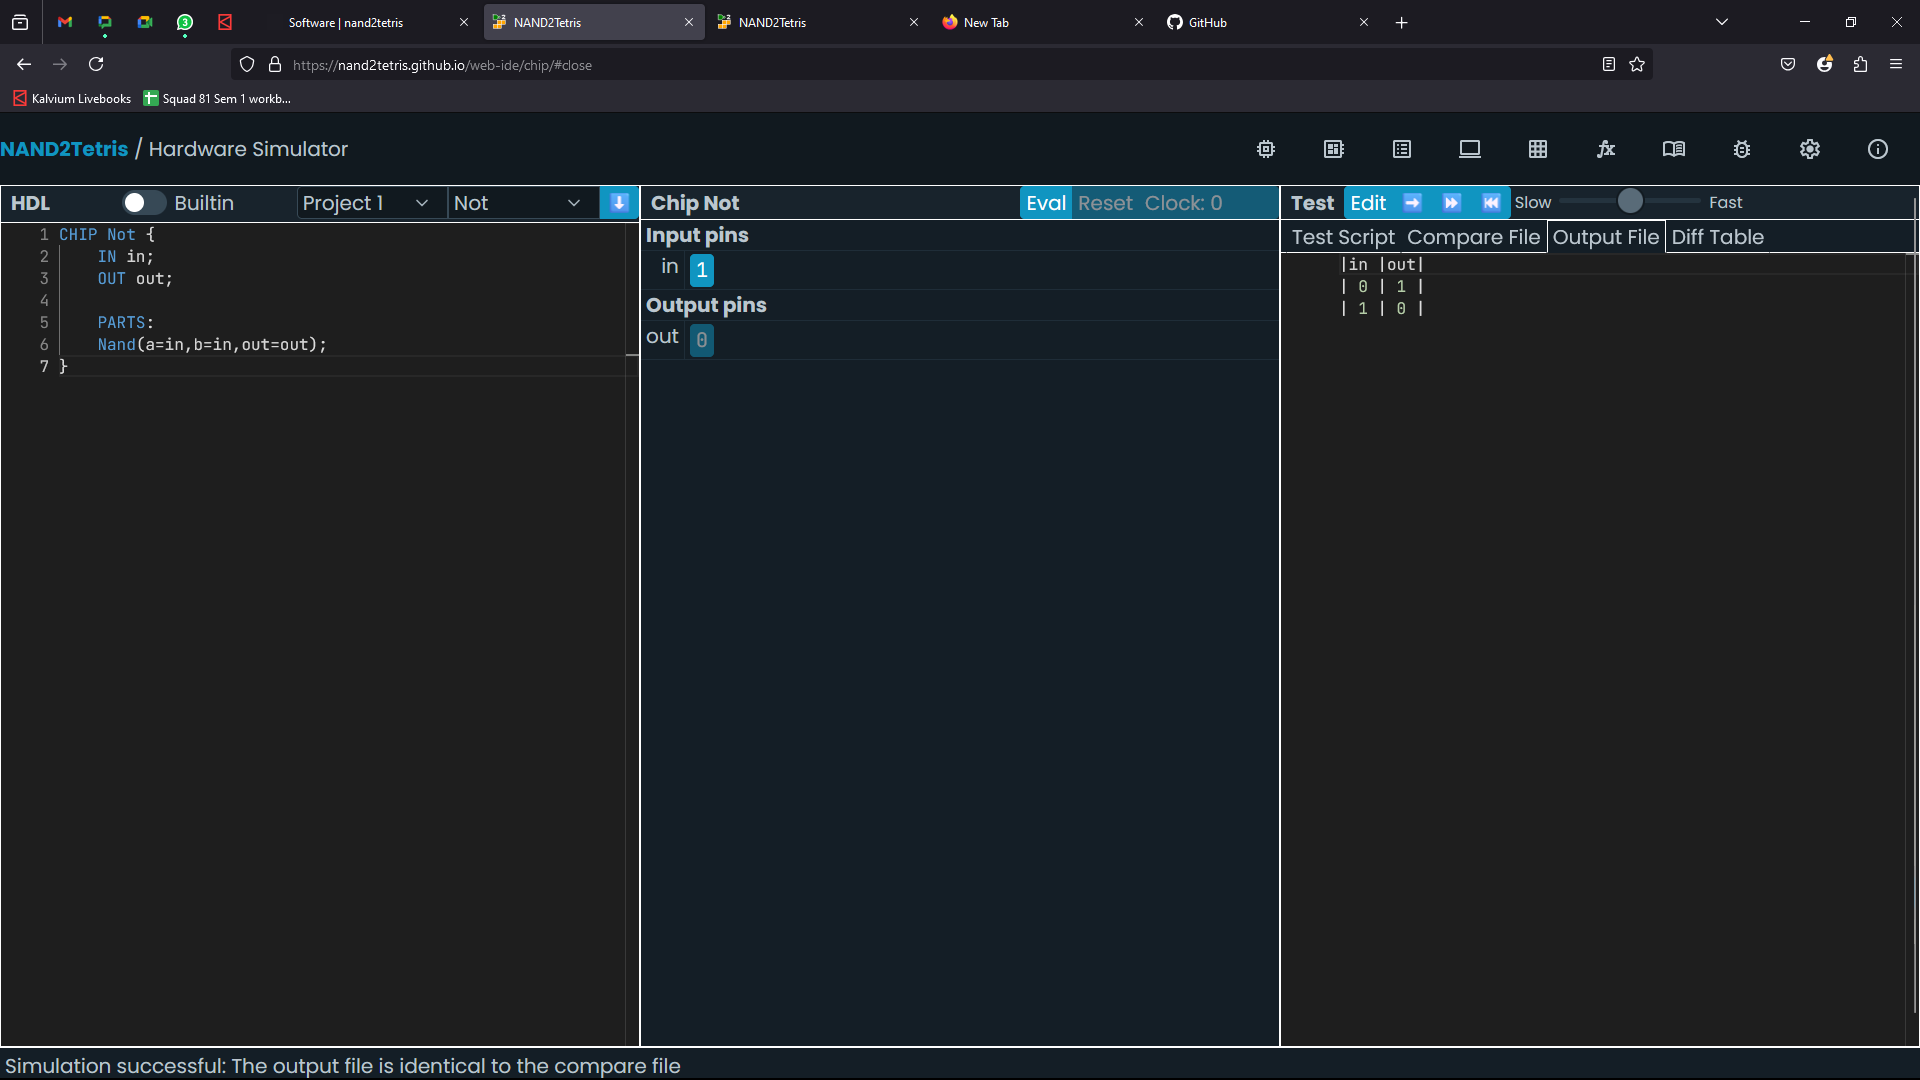 Software | nand2tetris
NAND2Tetris
NAND2Tetris
New Tab
GitHub
https://nand2tetris.github.io/web-ide/chip/#close
Kalvium Livebooks
Squad 81 Sem 1 workb...
NAND2Tetris / Hardware Simulator
HDL
Builtin
Project 1
Not
1 CHIP Not {
2 IN in;
3 OUT out;
4
5 PARTS:
6 Nand(a=in,b=in,out=out);
7 }
Chip Not
Eval Reset Clock: 0
Input pins
in 1
Output pins
out 0
Test Edit Slow Fast
Test Script Compare File Output File Diff Table
|in |out|
| 0 | 1 |
| 1 | 0 |
Simulation successful: The output file is identical to the compare file